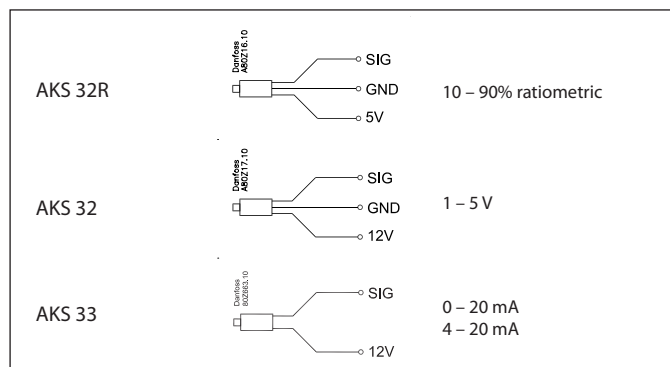 AKS 32R
Danfoss
A80Z16.10
SIG
GND
5V
10 – 90% ratiometric
AKS 32
Danfoss
A80Z17.10
SIG
GND
12V
1 – 5 V
AKS 33
Danfoss
80Z663.10
SIG
12V
0 – 20 mA
4 – 20 mA